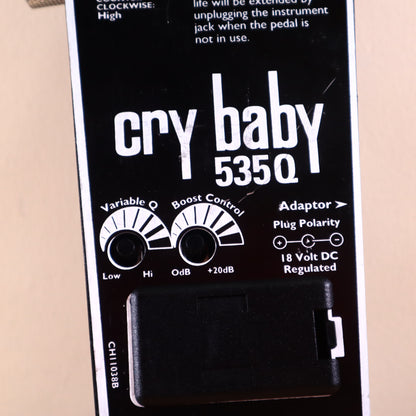 CLOCKWISE:
High
life will be extended by
unplugging the instrument
jack when the pedal is
not in use.
cry baby
535Q
Variable Q
Boost Control
Adaptor
Plug Polarity
+ -
18 Volt DC
Regulated
Low Hi
0dB +20dB
CH11038B